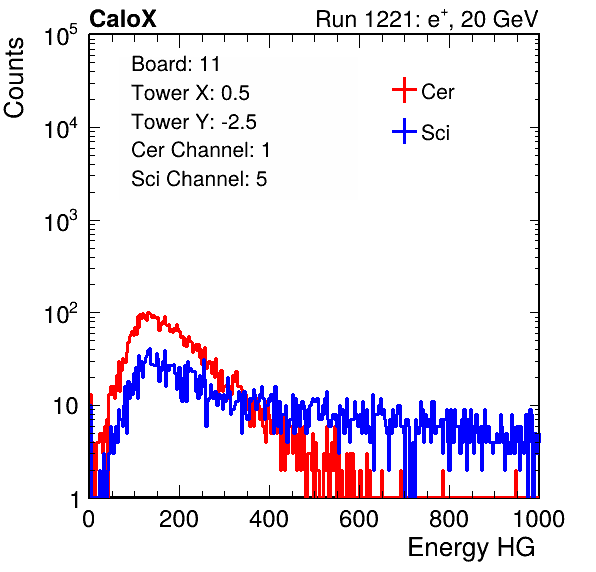 CaloX Run 1221: e⁺, 20 GeV
Counts
Board: 11
Tower X: 0.5
Tower Y: -2.5
Cer Channel: 1
Sci Channel: 5
Cer
Sci
10⁵
10⁴
10³
10²
10
1
0 200 400 600 800 1000
Energy HG